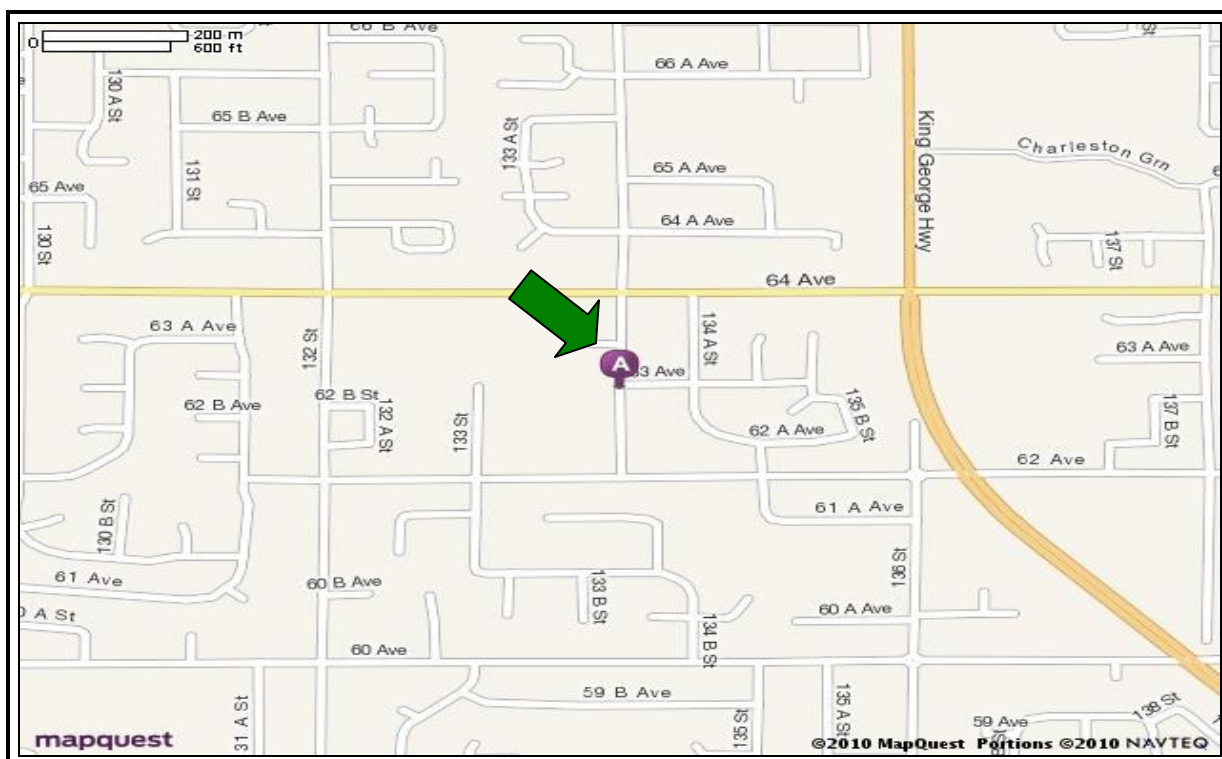 66 B Ave
0
200 m
600 ft
66 A Ave
130 A St
65 B Ave
133 A St
King George Hwy
Charleston Grn
131 St
65 A Ave
65 Ave
64 A Ave
130 St
137 St
64 Ave
63 A Ave
132 St
134 A St
63 A Ave
A
3 Ave
62 B St
62 B Ave
132 A St
133 St
135 B St
137 B St
62 A Ave
62 Ave
130 B St
61 A Ave
61 Ave
60 B Ave
133 B St
136 St
A St
60 A Ave
134 B St
60 Ave
59 B Ave
31 A St
135 St
135 A St
138 St
59 Ave
mapquest
©2010 MapQuest Portions ©2010 NAVTEQ